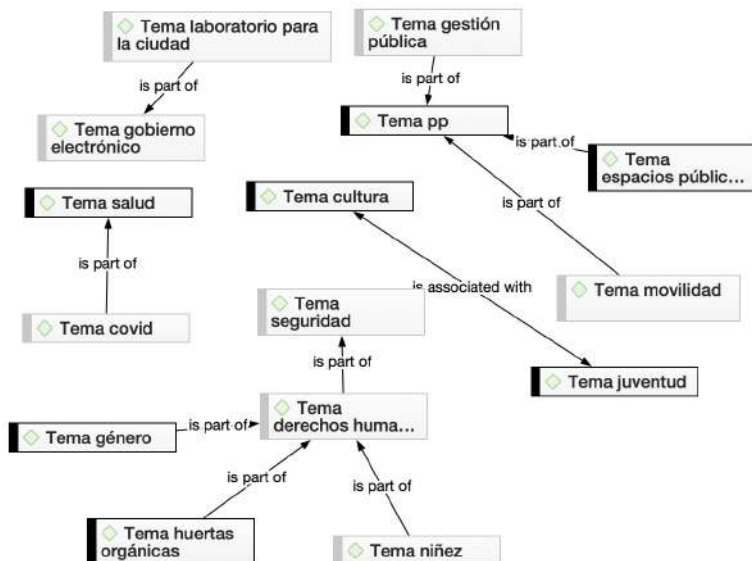 Tema laboratorio para
la ciudad
Tema gestión
pública
is part of
is part of
Tema gobierno
electrónico
Tema pp
is part of
Tema
espacios públic...
Tema salud
Tema cultura
is part of
is part of
is associated with
Tema covid
Tema
seguridad
Tema movilidad
is part of
Tema juventud
Tema género
is part of
Tema
derechos huma...
is part of
is part of
Tema huertas
orgánicas
Tema niñez